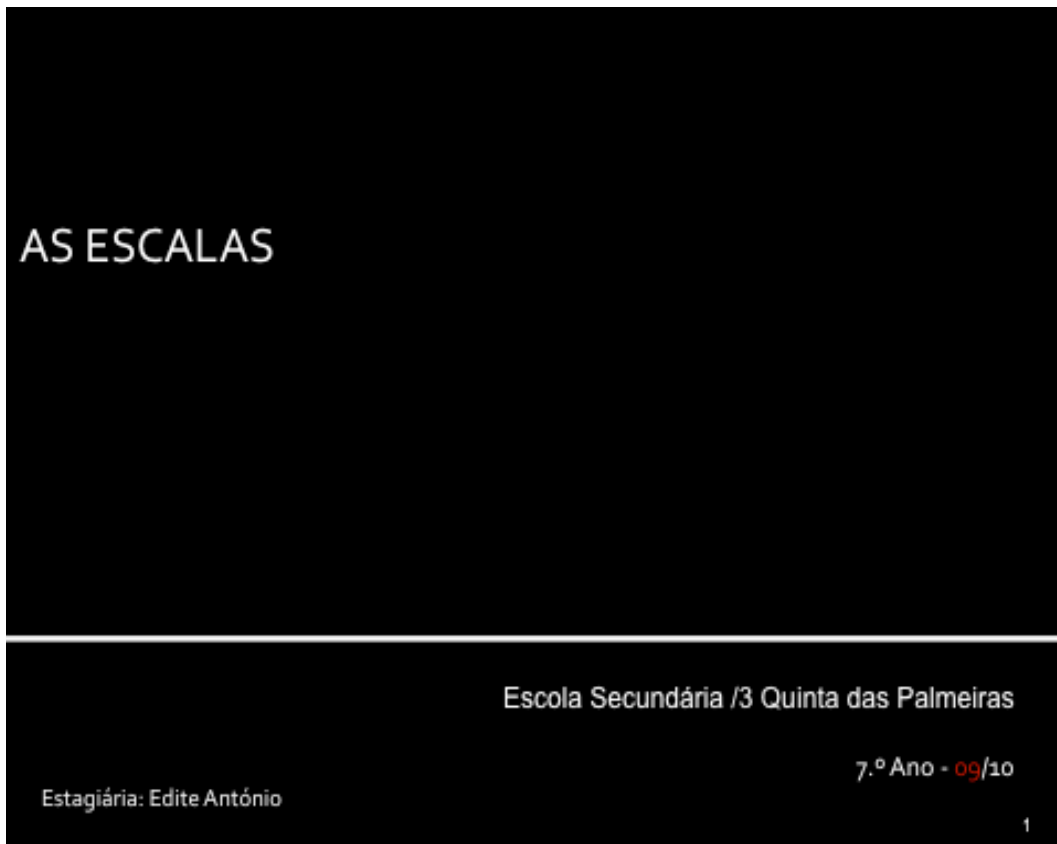 AS ESCALAS
Escola Secundária /3 Quinta das Palmeiras
7.º Ano - 09/10
Estagiária: Edite António
1